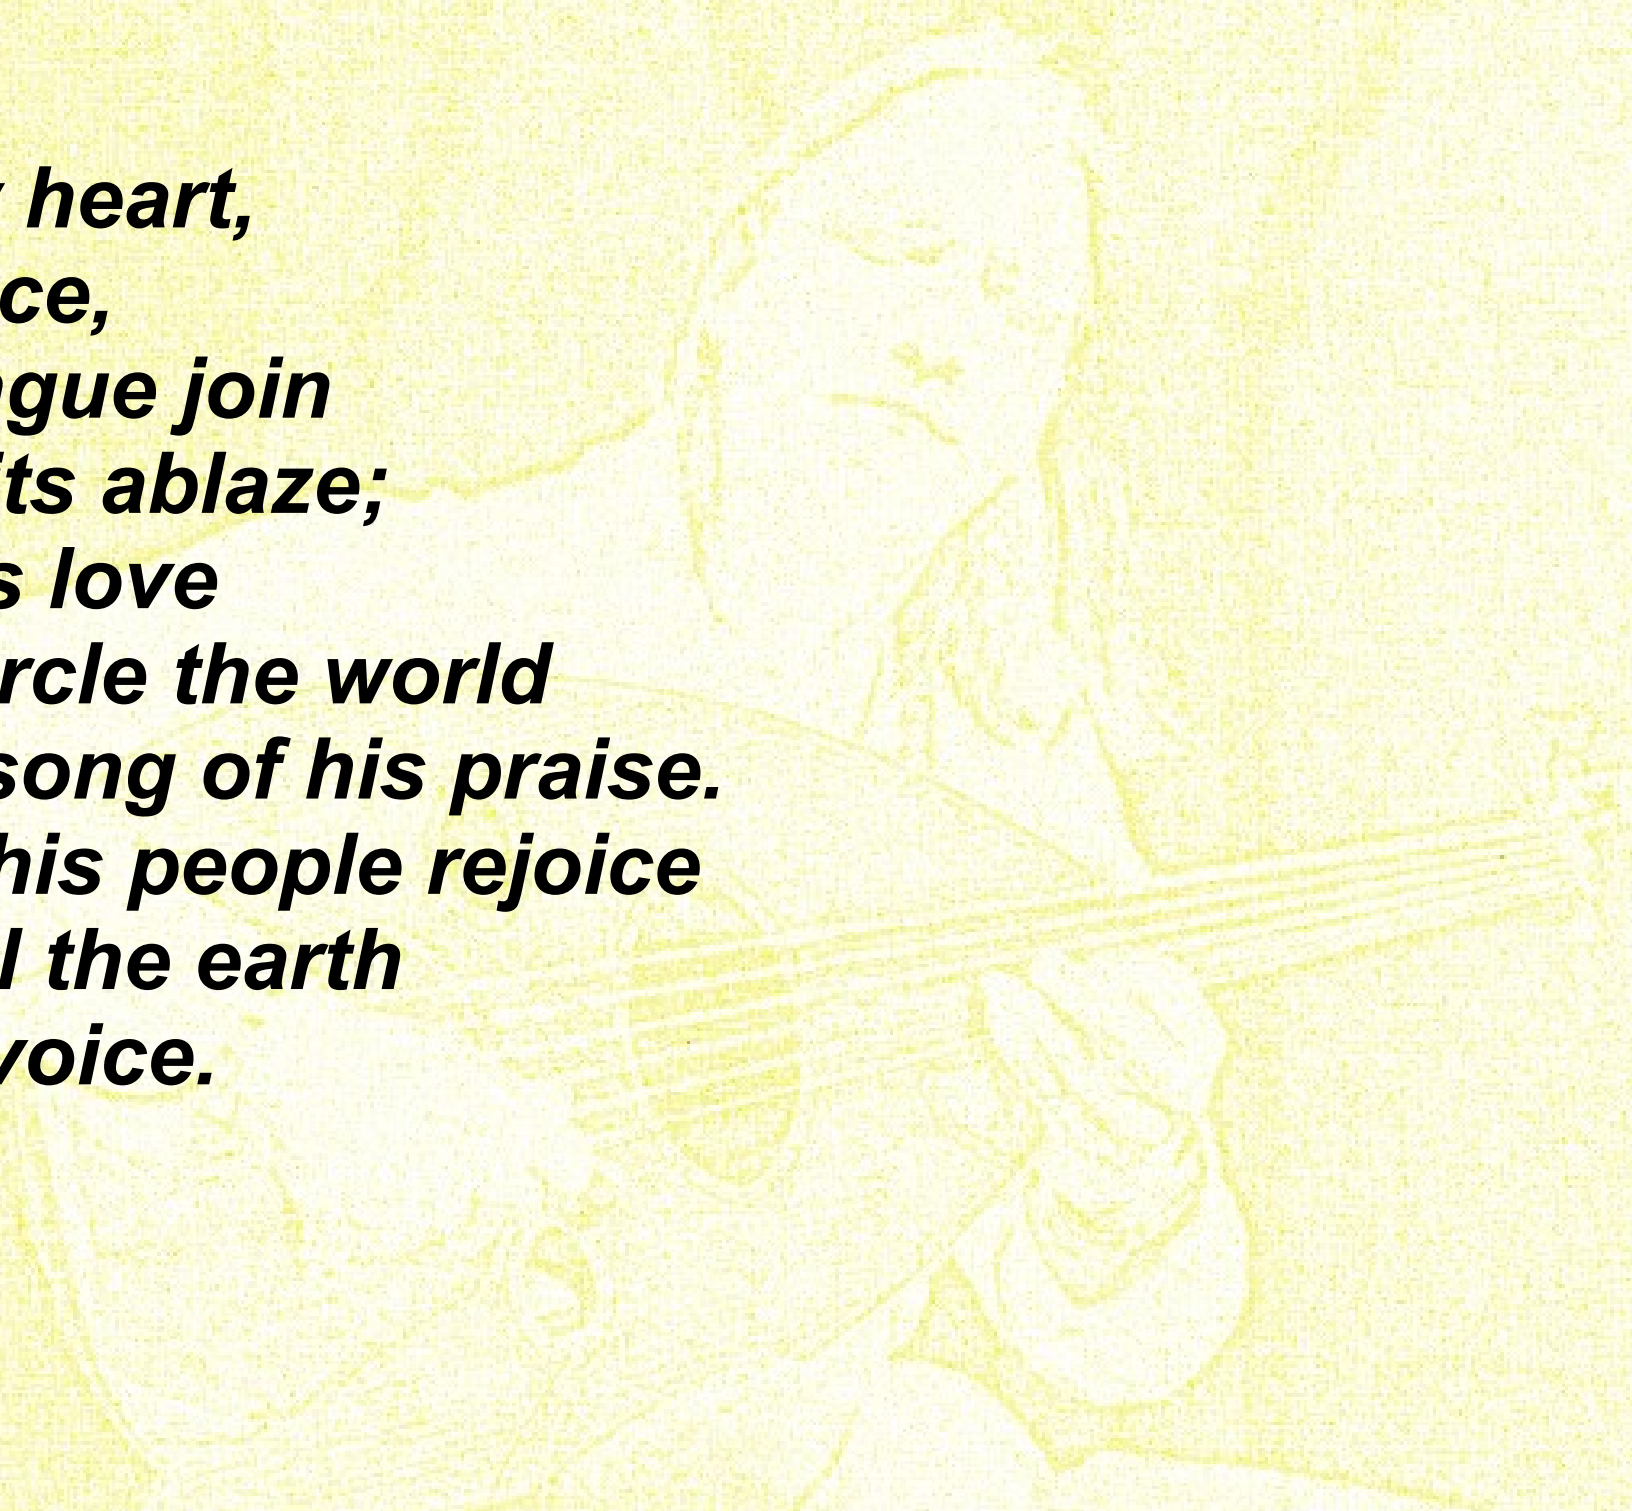 heart,
ce,
gue join
ts ablaze;
s love
rcle the world
song of his praise.
his people rejoice
l the earth
voice.